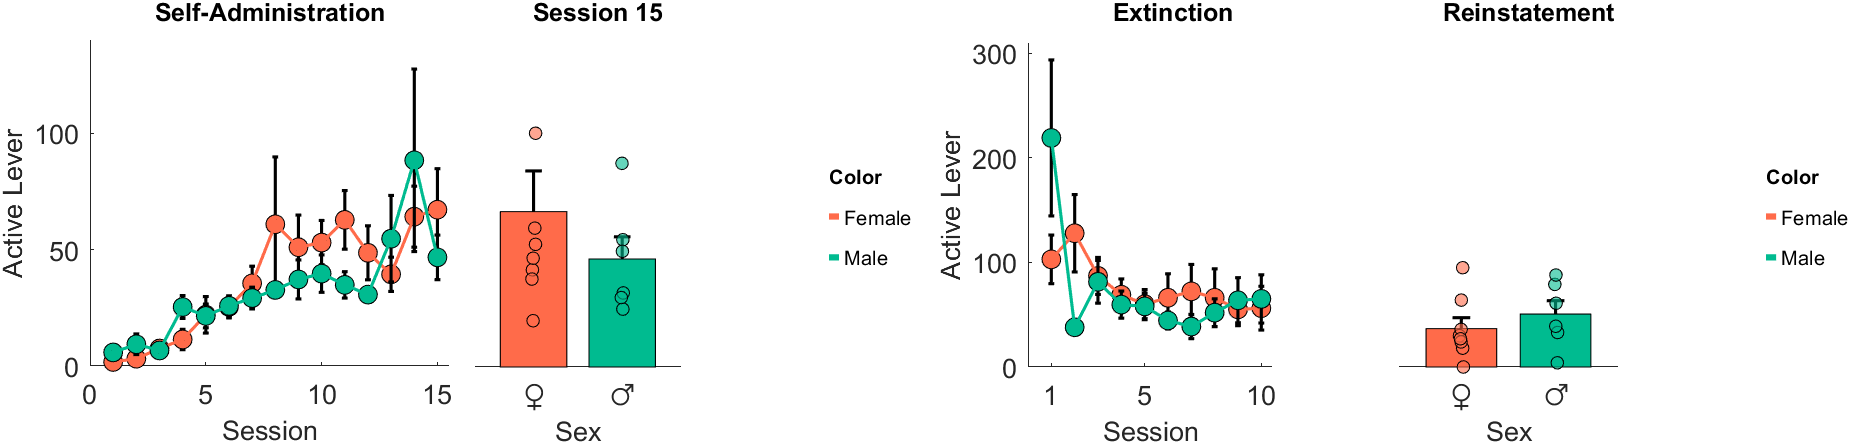 Self-Administration
Session 15
Extinction
Reinstatement
Active Lever
100
50
0
0 5 10 15
Session
♀ ♂
Sex
Color
Female
Male
Active Lever
300
200
100
0
1 5 10
Session
♀ ♂
Sex
Color
Female
Male